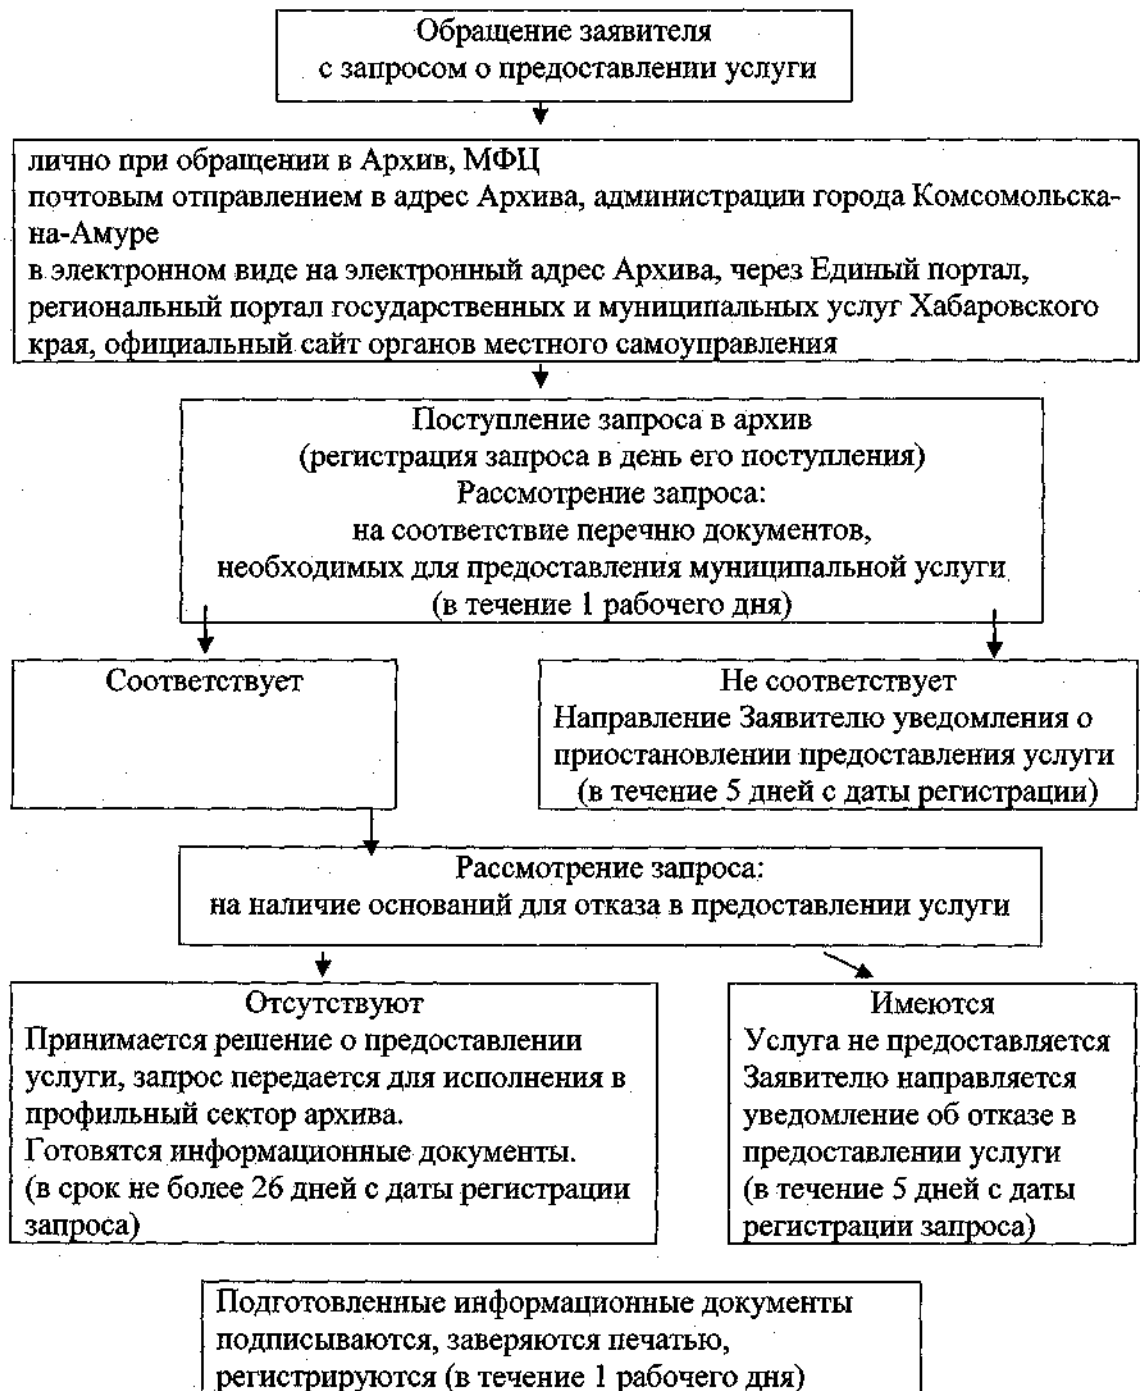 Обращение заявителя
с запросом о предоставлении услуги
лично при обращении в Архив, МФЦ
почтовым отправлением в адрес Архива, администрации города Комсомольска-
на-Амуре
в электронном виде на электронный адрес Архива, через Единый портал,
региональный портал государственных и муниципальных услуг Хабаровского
края, официальный сайт органов местного самоуправления
Поступление запроса в архив
(регистрация запроса в день его поступления)
Рассмотрение запроса:
на соответствие перечню документов,
необходимых для предоставления муниципальной услуги
(в течение 1 рабочего дня)
Соответствует
Не соответствует
Направление Заявителю уведомления о
приостановлении предоставления услуги
(в течение 5 дней с даты регистрации)
Рассмотрение запроса:
на наличие оснований для отказа в предоставлении услуги
Отсутствуют
Принимается решение о предоставлении
услуги, запрос передается для исполнения в
профильный сектор архива.
Готовятся информационные документы.
(в срок не более 26 дней с даты регистрации
запроса)
Имеются
Услуга не предоставляется
Заявителю направляется
уведомление об отказе в
предоставлении услуги
(в течение 5 дней с даты
регистрации запроса)
Подготовленные информационные документы
подписываются, заверяются печатью,
регистрируются (в течение 1 рабочего дня)